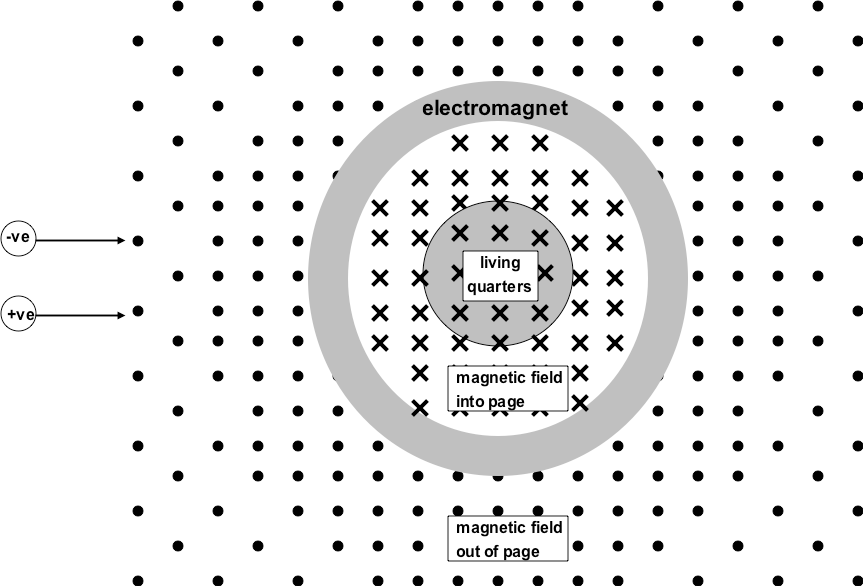 electromagnet
-ve
living
quarters
+ve
magnetic field
into page
magnetic field
out of page